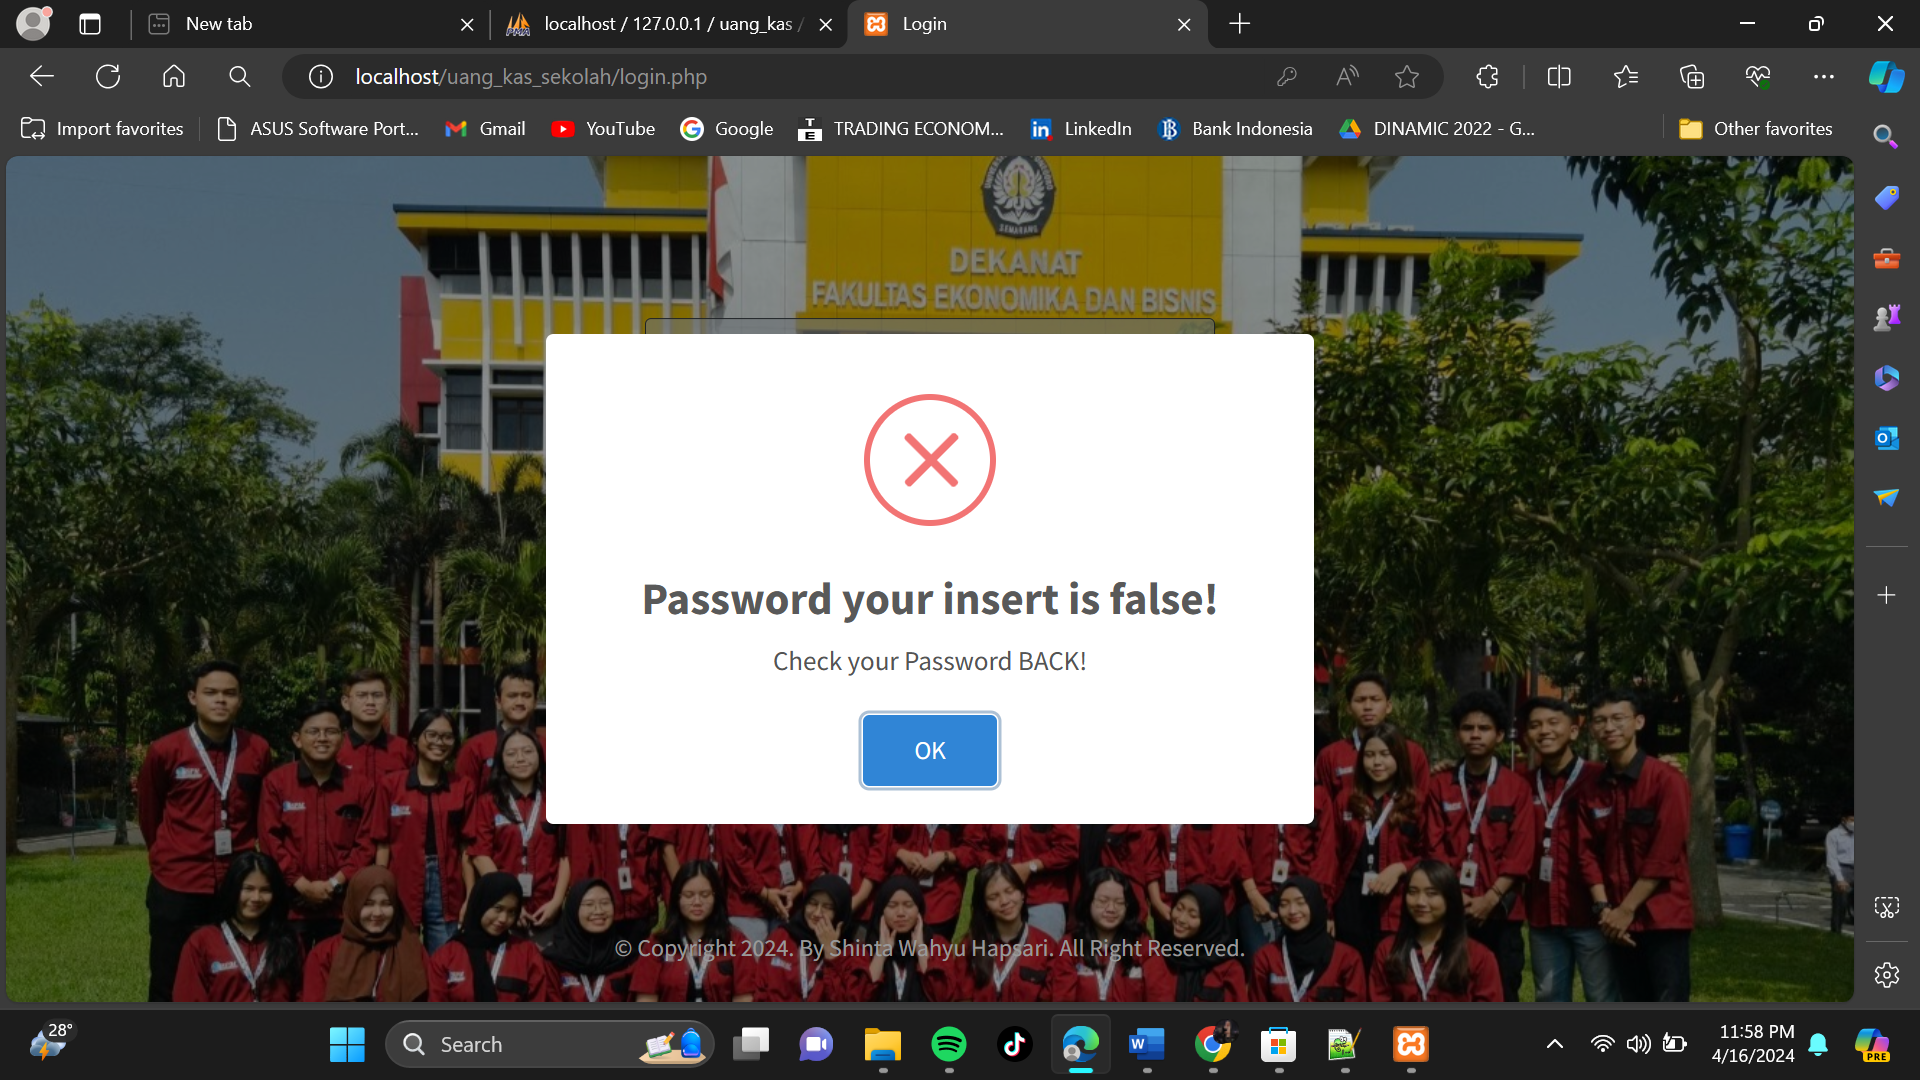 New tab
localhost / 127.0.0.1 / uang_kas /
Login
localhost/uang_kas_sekolah/login.php
Import favorites
ASUS Software Port...
Gmail
YouTube
Google
TRADING ECONOM...
LinkedIn
Bank Indonesia
DINAMIC 2022 - G...
Other favorites
SEMARANG
DEKANAT
FAKULTAS EKONOMIKA DAN BISNIS
Password your insert is false!
Check your Password BACK!
OK
© Copyright 2024. By Shinta Wahyu Hapsari. All Right Reserved.
28°
Search
11:58 PM
4/16/2024
PRE